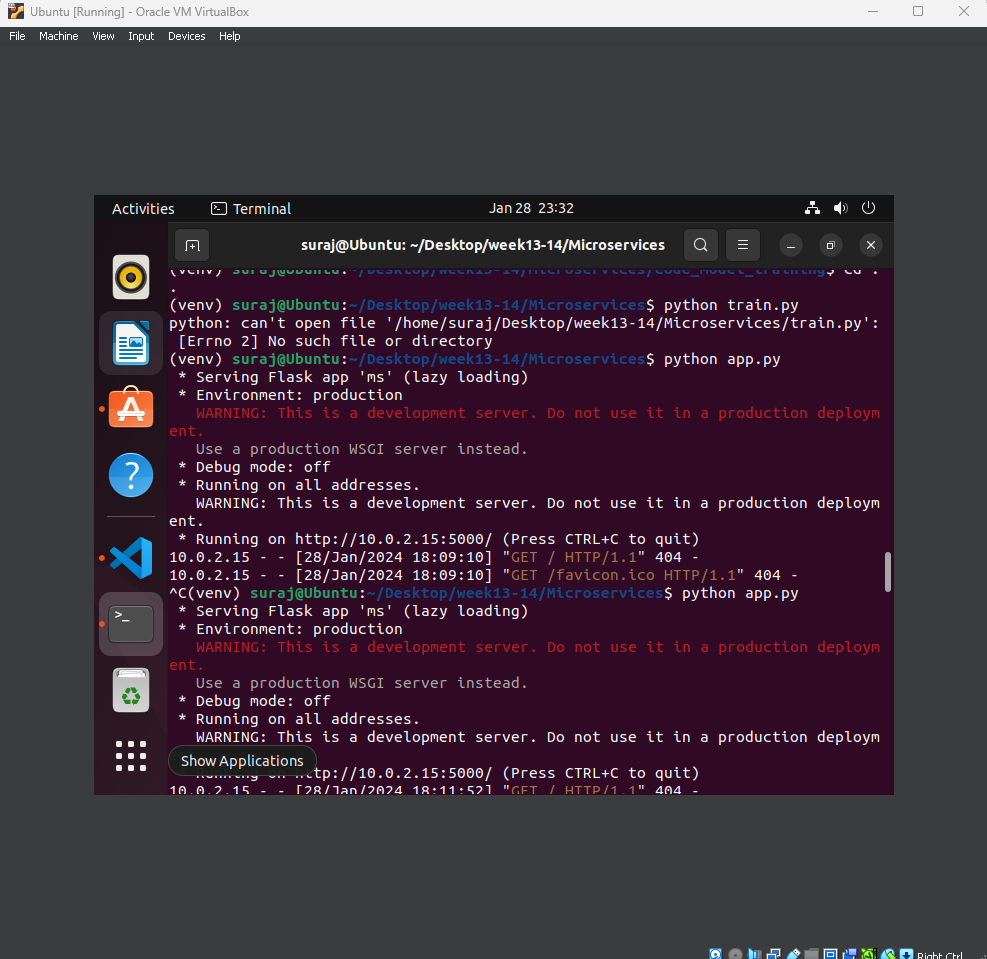 Ubuntu [Running] - Oracle VM VirtualBox
File Machine View Input Devices Help
Activities Terminal Jan 28 23:32
suraj@Ubuntu: ~/Desktop/week13-14/Microservices
(venv) suraj@Ubuntu:~/Desktop/week13-14/Microservices/Code_Model_Training$ cd .
.
(venv) suraj@Ubuntu:~/Desktop/week13-14/Microservices$ python train.py
python: can't open file '/home/suraj/Desktop/week13-14/Microservices/train.py':
[Errno 2] No such file or directory
(venv) suraj@Ubuntu:~/Desktop/week13-14/Microservices$ python app.py
* Serving Flask app 'ms' (lazy loading)
* Environment: production
WARNING: This is a development server. Do not use it in a production deploym
ent.
Use a production WSGI server instead.
* Debug mode: off
* Running on all addresses.
WARNING: This is a development server. Do not use it in a production deploym
ent.
* Running on http://10.0.2.15:5000/ (Press CTRL+C to quit)
10.0.2.15 - - [28/Jan/2024 18:09:10] "GET / HTTP/1.1" 404 -
10.0.2.15 - - [28/Jan/2024 18:09:10] "GET /favicon.ico HTTP/1.1" 404 -
^C(venv) suraj@Ubuntu:~/Desktop/week13-14/Microservices$ python app.py
* Serving Flask app 'ms' (lazy loading)
* Environment: production
WARNING: This is a development server. Do not use it in a production deploym
ent.
Use a production WSGI server instead.
* Debug mode: off
* Running on all addresses.
WARNING: This is a development server. Do not use it in a production deploym
Show Applications
* Running on http://10.0.2.15:5000/ (Press CTRL+C to quit)
10.0.2.15 - - [28/Jan/2024 18:11:52] "GET / HTTP/1.1" 404 -
Right Ctrl